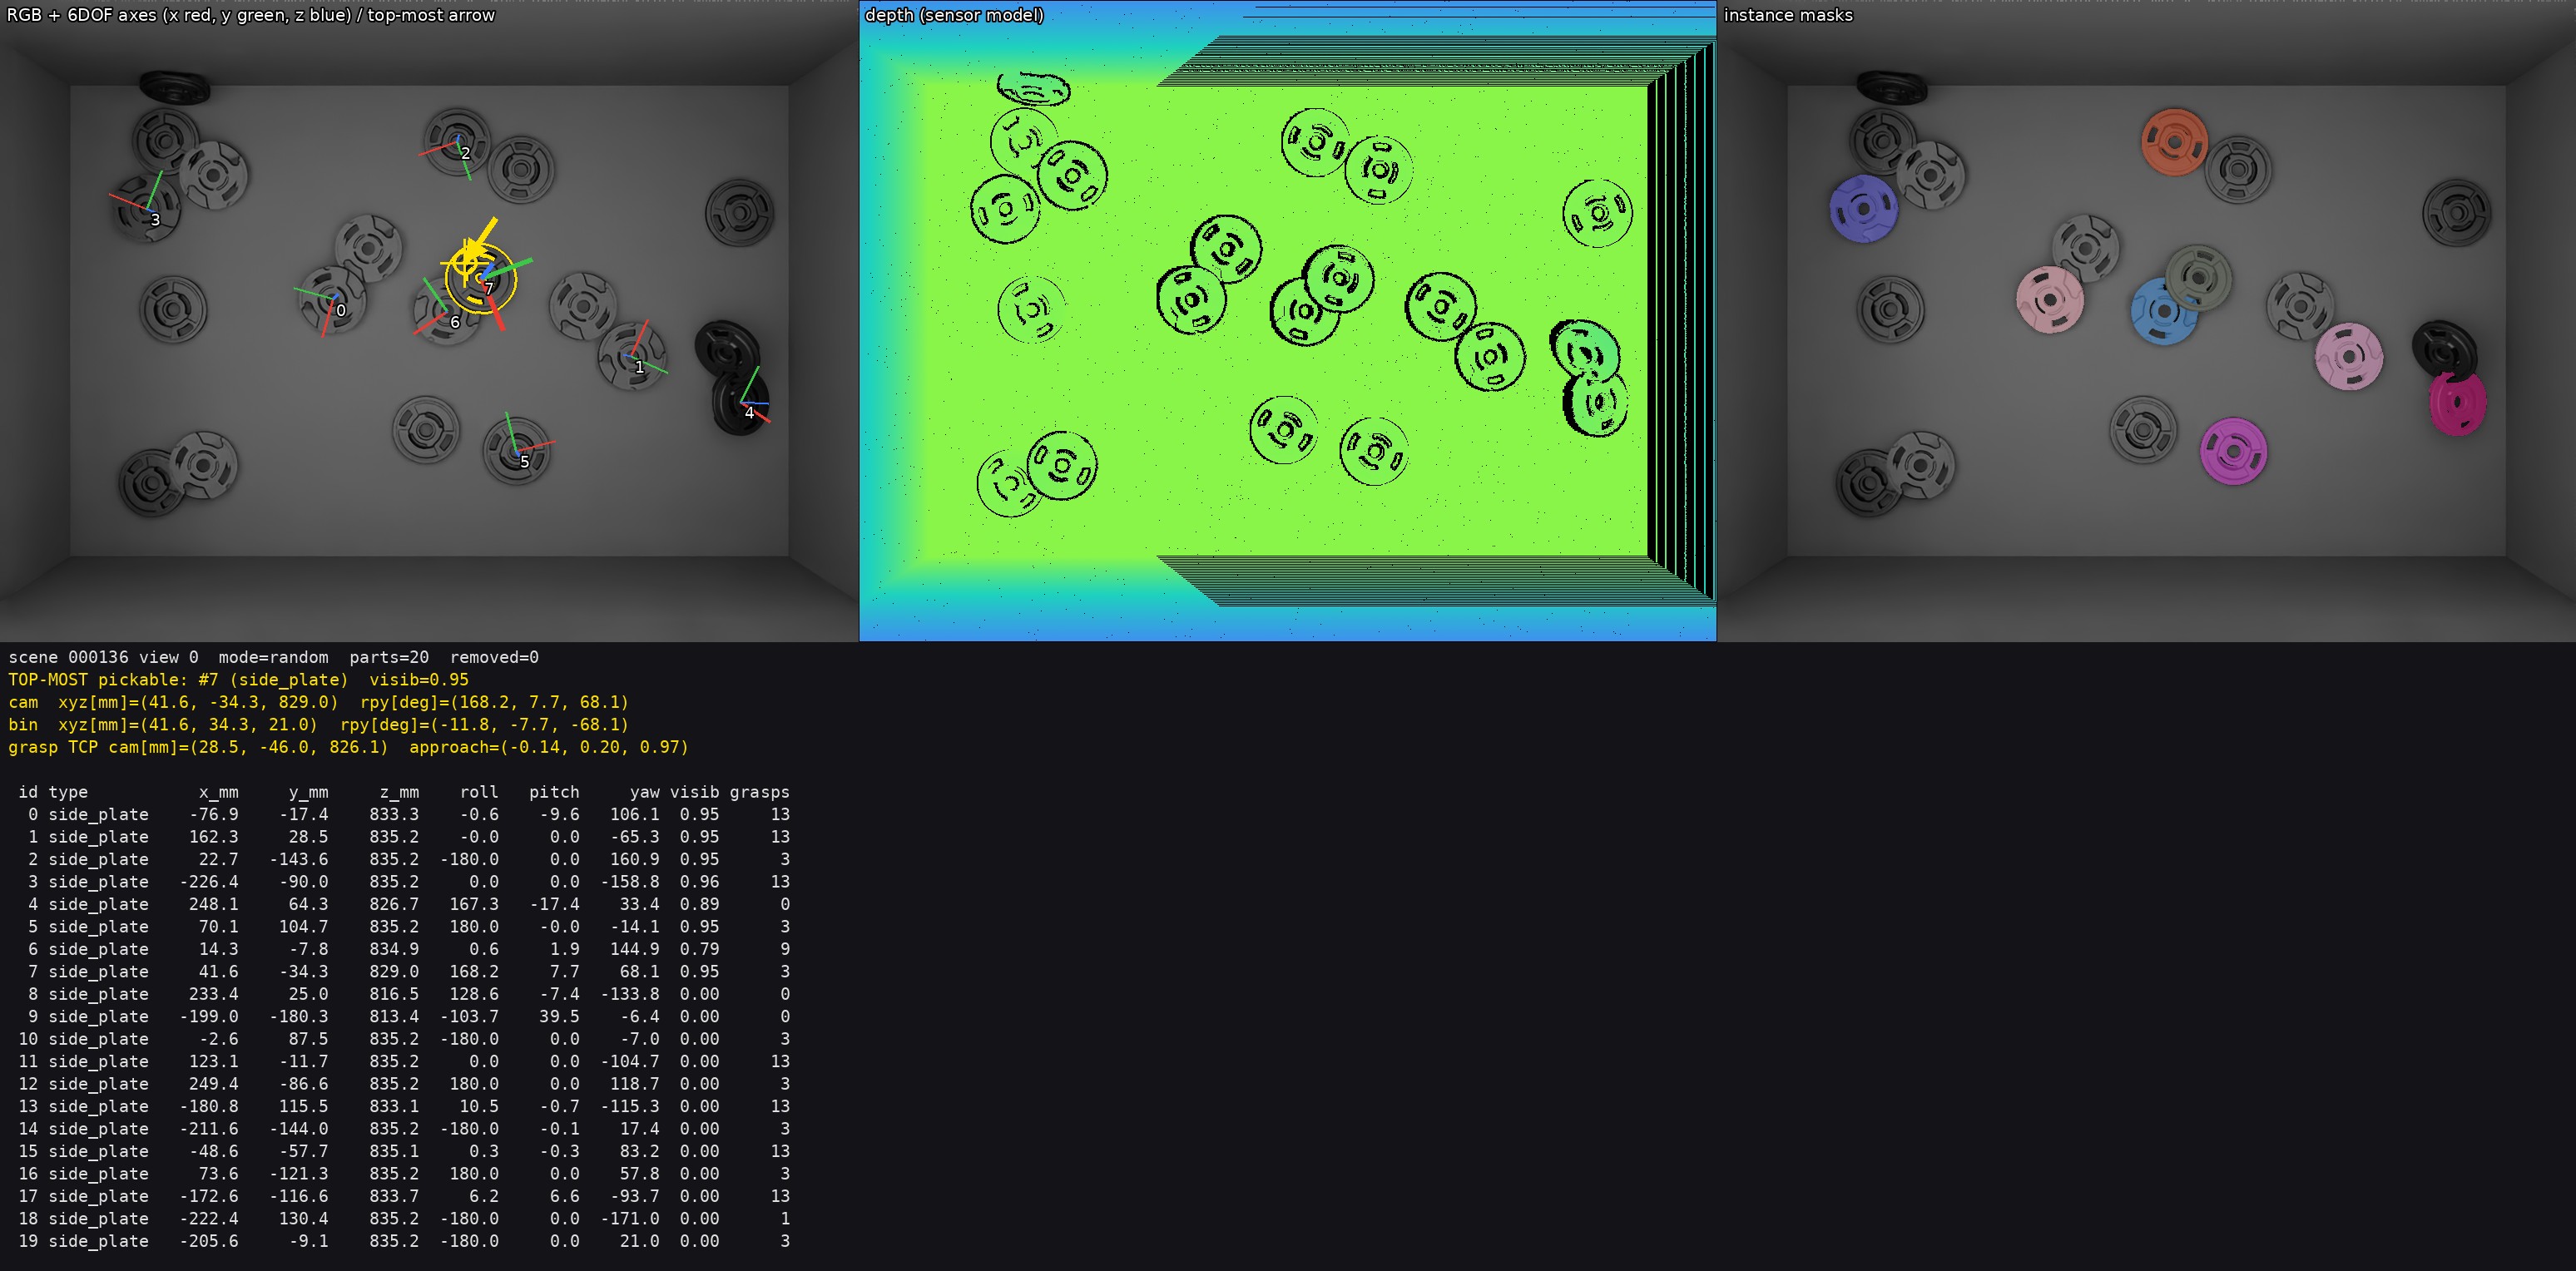 RGB + 6DOF axes (x red, y green, z blue) / top-most arrow
depth (sensor model)
instance masks
2
3
7
0
6
1
4
5
scene 000136 view 0  mode=random  parts=20  removed=0
TOP-MOST pickable: #7 (side_plate)  visib=0.95
cam  xyz[mm]=(41.6, -34.3, 829.0)  rpy[deg]=(168.2, 7.7, 68.1)
bin  xyz[mm]=(41.6, 34.3, 21.0)  rpy[deg]=(-11.8, -7.7, -68.1)
grasp TCP cam[mm]=(28.5, -46.0, 826.1)  approach=(-0.14, 0.20, 0.97)
id type x_mm y_mm z_mm roll pitch yaw visib grasps
0 side_plate -76.9 -17.4 833.3 -0.6 -9.6 106.1 0.95 13
1 side_plate 162.3 28.5 835.2 -0.0 0.0 -65.3 0.95 13
2 side_plate 22.7 -143.6 835.2 -180.0 0.0 160.9 0.95 3
3 side_plate -226.4 -90.0 835.2 0.0 0.0 -158.8 0.96 13
4 side_plate 248.1 64.3 826.7 167.3 -17.4 33.4 0.89 0
5 side_plate 70.1 104.7 835.2 180.0 -0.0 -14.1 0.95 3
6 side_plate 14.3 -7.8 834.9 0.6 1.9 144.9 0.79 9
7 side_plate 41.6 -34.3 829.0 168.2 7.7 68.1 0.95 3
8 side_plate 233.4 25.0 816.5 128.6 -7.4 -133.8 0.00 0
9 side_plate -199.0 -180.3 813.4 -103.7 39.5 -6.4 0.00 0
10 side_plate -2.6 87.5 835.2 -180.0 0.0 -7.0 0.00 3
11 side_plate 123.1 -11.7 835.2 0.0 0.0 -104.7 0.00 13
12 side_plate 249.4 -86.6 835.2 180.0 0.0 118.7 0.00 3
13 side_plate -180.8 115.5 833.1 10.5 -0.7 -115.3 0.00 13
14 side_plate -211.6 -144.0 835.2 -180.0 -0.1 17.4 0.00 3
15 side_plate -48.6 -57.7 835.1 0.3 -0.3 83.2 0.00 13
16 side_plate 73.6 -121.3 835.2 180.0 0.0 57.8 0.00 3
17 side_plate -172.6 -116.6 833.7 6.2 6.6 -93.7 0.00 13
18 side_plate -222.4 130.4 835.2 -180.0 0.0 -171.0 0.00 1
19 side_plate -205.6 -9.1 835.2 -180.0 0.0 21.0 0.00 3